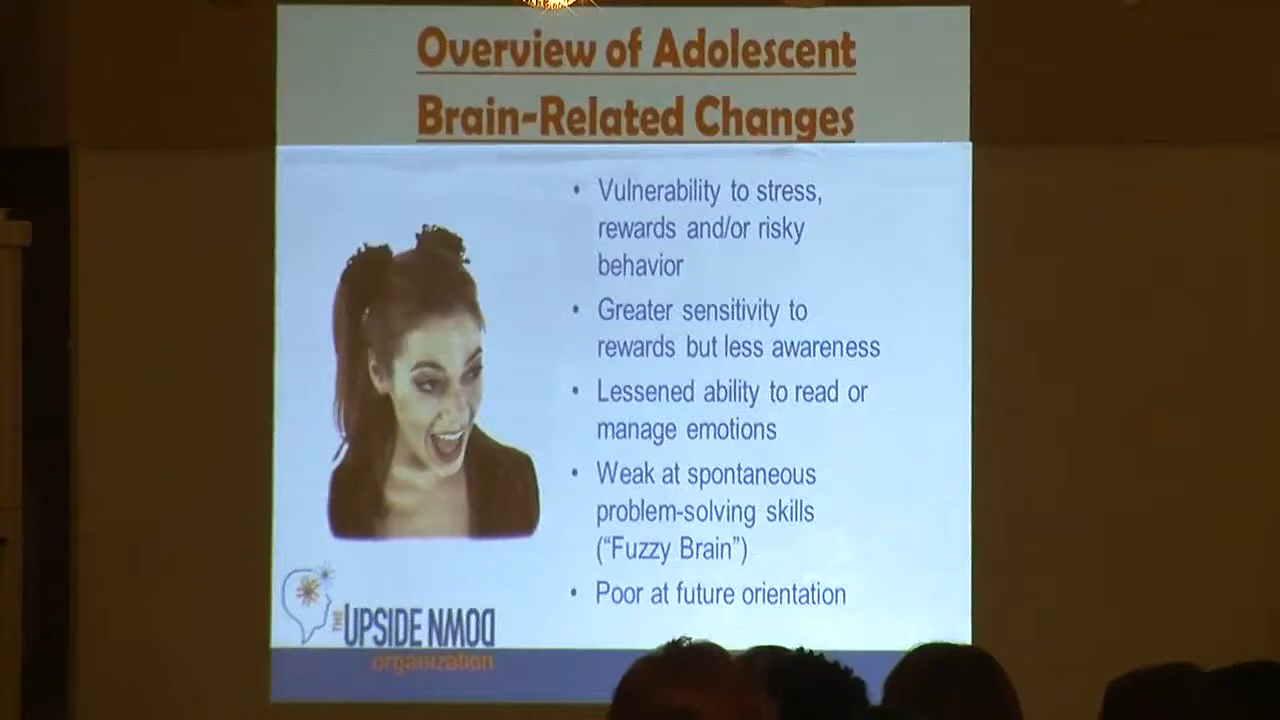 Overview of Adolescent
Brain-Related Changes
• Vulnerability to stress,
rewards and/or risky
behavior
• Greater sensitivity to
rewards but less awareness
• Lessened ability to read or
manage emotions
• Weak at spontaneous
problem-solving skills
(“Fuzzy Brain”)
• Poor at future orientation
THE UPSIDE DOWN
organization